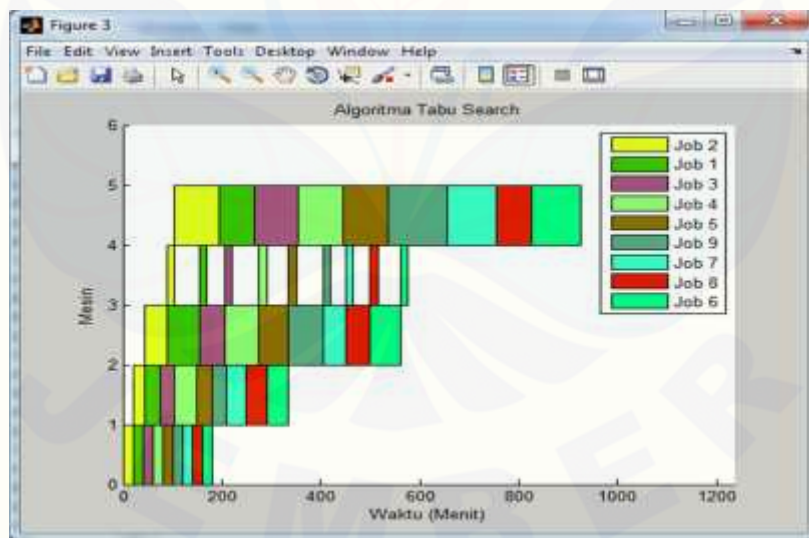 Figure 3
File Edit View Insert Tools Desktop Window Help
Algoritma Tabu Search
6
5
4
3
2
1
0
Mesin
0 200 400 600 800 1000 1200
Waktu (Menit)
Job 2
Job 1
Job 3
Job 4
Job 5
Job 9
Job 7
Job 8
Job 6